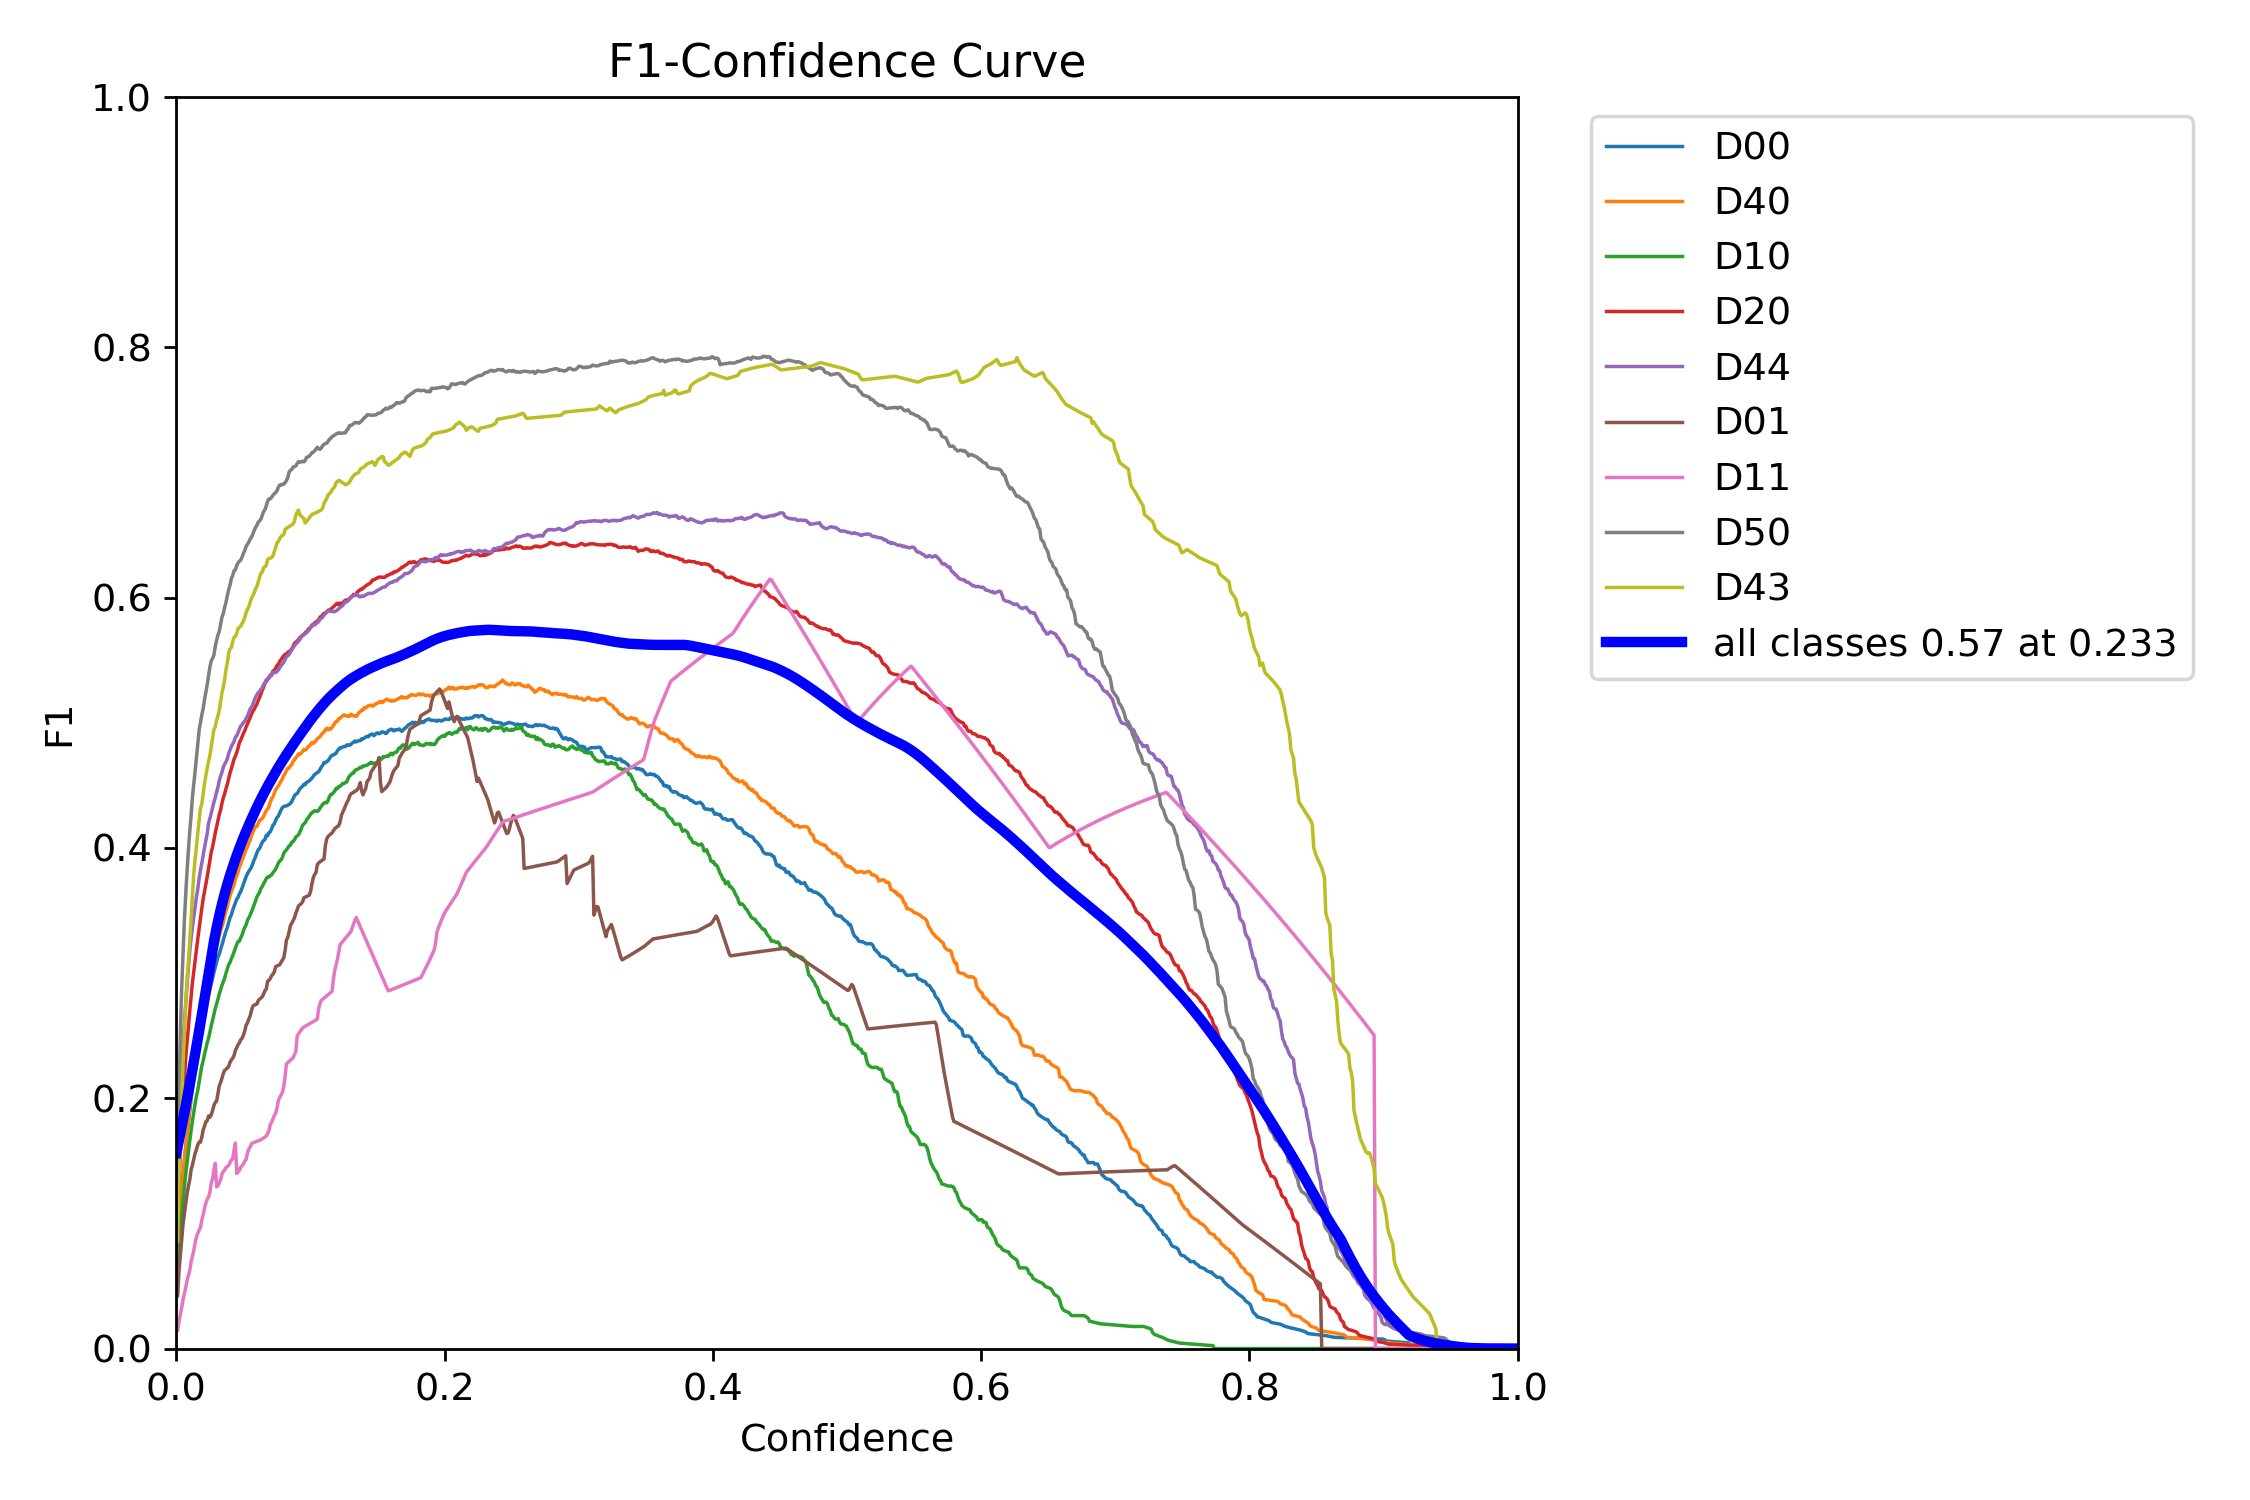 F1-Confidence Curve
1.0
0.8
0.6
0.4
0.2
0.0
F1
0.0 0.2 0.4 0.6 0.8 1.0
Confidence
D00
D40
D10
D20
D44
D01
D11
D50
D43
all classes 0.57 at 0.233